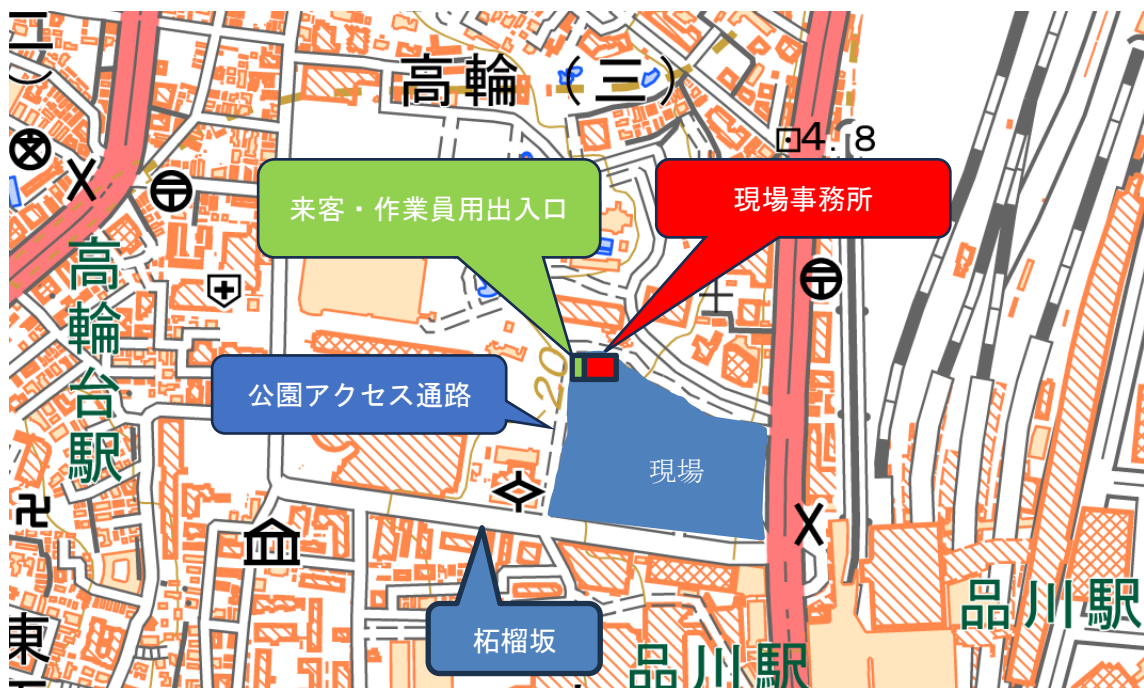 三)
高輪(三)
4.8
来客・作業員用出入口
現場事務所
高輪台駅
20
公園アクセス通路
現場
柘榴坂
品川駅
品川駅
東